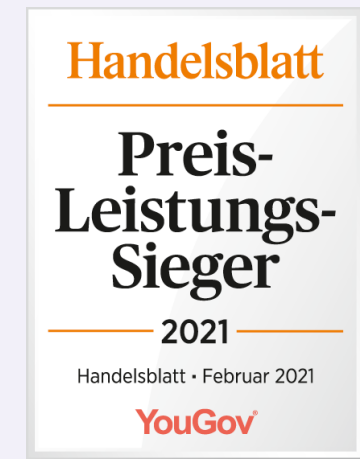 Handelsblatt
Preis-
Leistungs-
Sieger
2021
Handelsblatt • Februar 2021
YouGov®